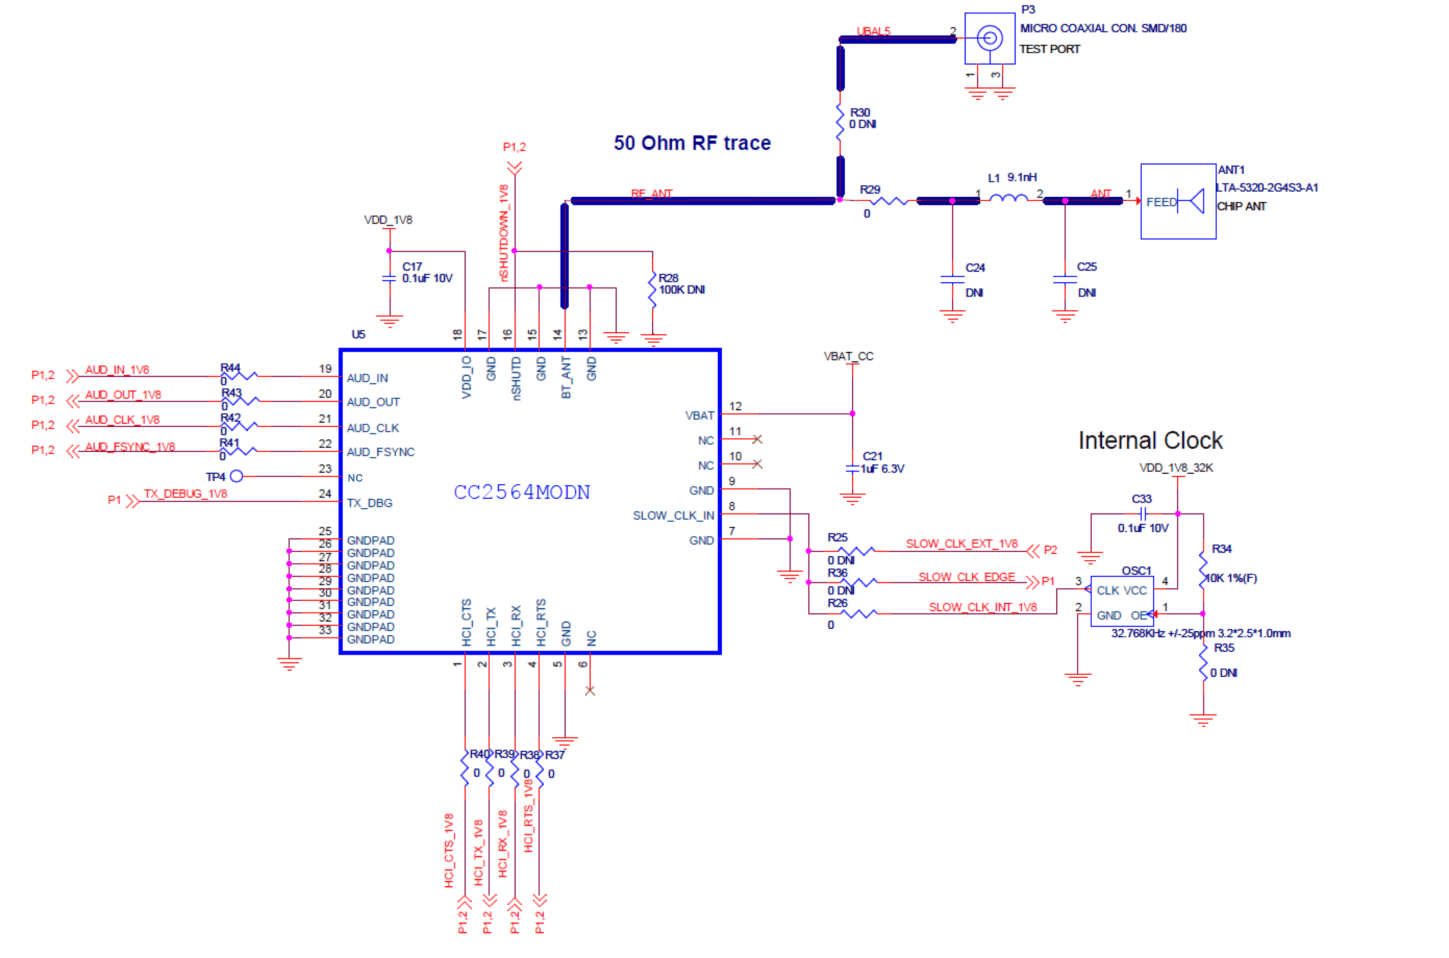 P3
UBAL5
2
MICRO COAXIAL CON. SMD/180
TEST PORT
1
3
R30
0 DNI
50 Ohm RF trace
P1,2
nSHUTDOWN_1V8
RF_ANT
R29
0
1
L1 9.1nH
2
ANT
1
ANT1
LTA-5320-2G4S3-A1
FEED
CHIP ANT
VDD_1V8
C17
0.1uF 10V
R28
100K DNI
C24
DNI
C25
DNI
U5
18
17
16
15
14
13
VDD_IO
GND
nSHUTD
GND
BT_ANT
GND
P1,2
AUD_IN_1V8
R44
0
19
AUD_IN
P1,2
AUD_OUT_1V8
R43
0
20
AUD_OUT
P1,2
AUD_CLK_1V8
R42
0
21
AUD_CLK
P1,2
AUD_FSYNC_1V8
R41
0
22
AUD_FSYNC
TP4
23
NC
P1
TX_DEBUG_1V8
24
TX_DBG
CC2564MODN
VBAT_CC
VBAT
12
NC
11
NC
10
GND
9
SLOW_CLK_IN
8
GND
7
C21
1uF 6.3V
25
GNDPAD
26
GNDPAD
27
GNDPAD
28
GNDPAD
29
GNDPAD
30
GNDPAD
31
GNDPAD
32
GNDPAD
33
GNDPAD
R25
0 DNI
SLOW_CLK_EXT_1V8
P2
R36
0 DNI
SLOW_CLK_EDGE
P1
R26
0
SLOW_CLK_INT_1V8
Internal Clock
VDD_1V8_32K
C33
0.1uF 10V
R34
10K 1%(F)
OSC1
3
CLK VCC
4
2
GND OE
1
32.768KHz +/-25ppm 3.2*2.5*1.0mm
R35
0 DNI
HCI_CTS
HCI_TX
HCI_RX
HCI_RTS
GND
NC
1
2
3
4
5
6
R40
0
R39
0
R38
0
R37
0
HCI_CTS_1V8
HCI_TX_1V8
HCI_RX_1V8
HCI_RTS_1V8
P1,2
P1,2
P1,2
P1,2